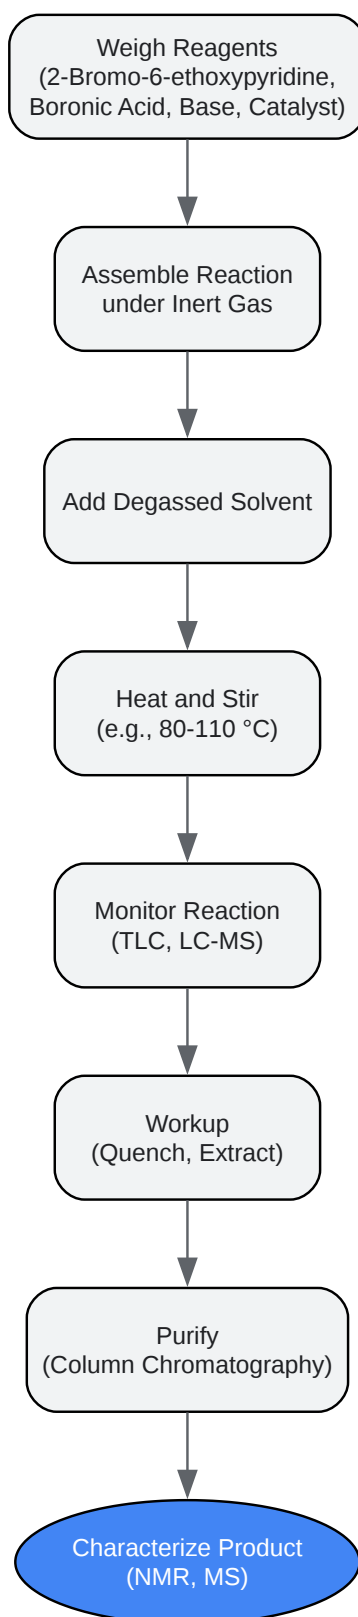 Weigh Reagents
(2-Bromo-6-ethoxypyridine,
Boronic Acid, Base, Catalyst)
Assemble Reaction
under Inert Gas
Add Degassed Solvent
Heat and Stir
(e.g., 80-110 °C)
Monitor Reaction
(TLC, LC-MS)
Workup
(Quench, Extract)
Purify
(Column Chromatography)
Characterize Product
(NMR, MS)